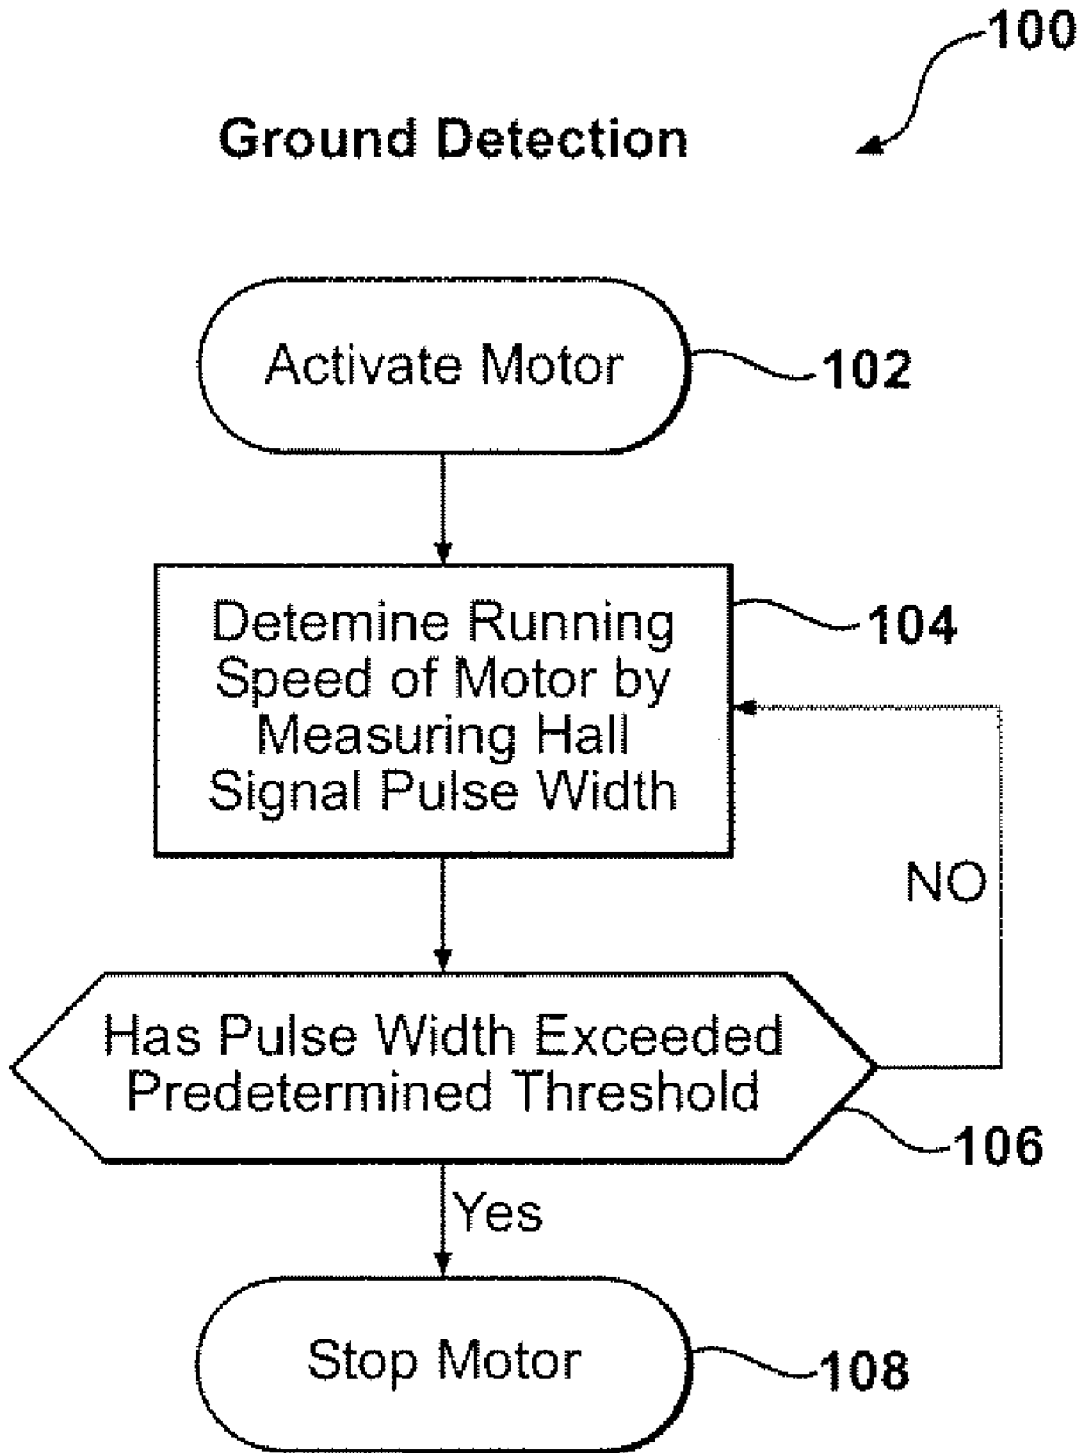 100
Ground Detection
Activate Motor
102
Detemine Running
Speed of Motor by
Measuring Hall
Signal Pulse Width
104
NO
Has Pulse Width Exceeded
Predetermined Threshold
106
Yes
Stop Motor
108